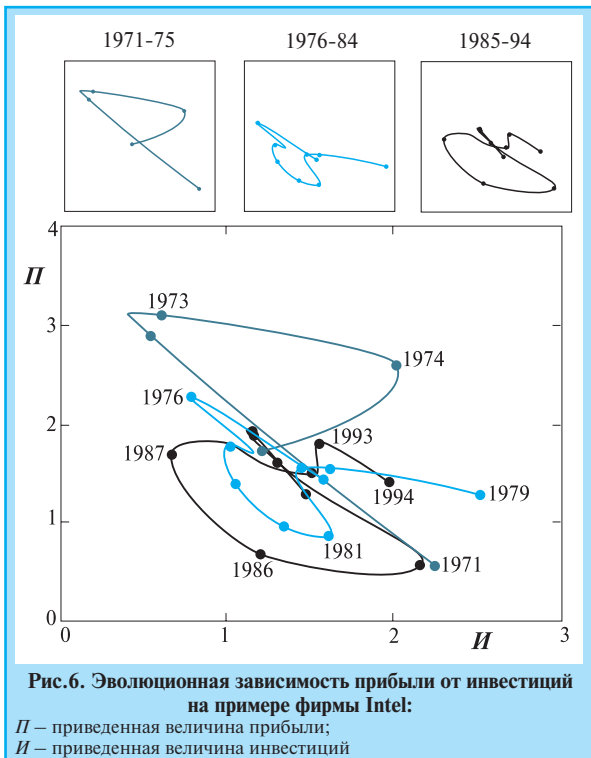 1971-75 1976-84 1985-94
4
П
1973
3
1974
1976
2
1993
1987
1994
1979
1
1981
1986
1971
0
0 1 2 3
И
Рис.6. Эволюционная зависимость прибыли от инвестиций
на примере фирмы Intel:
П – приведенная величина прибыли;
И – приведенная величина инвестиций